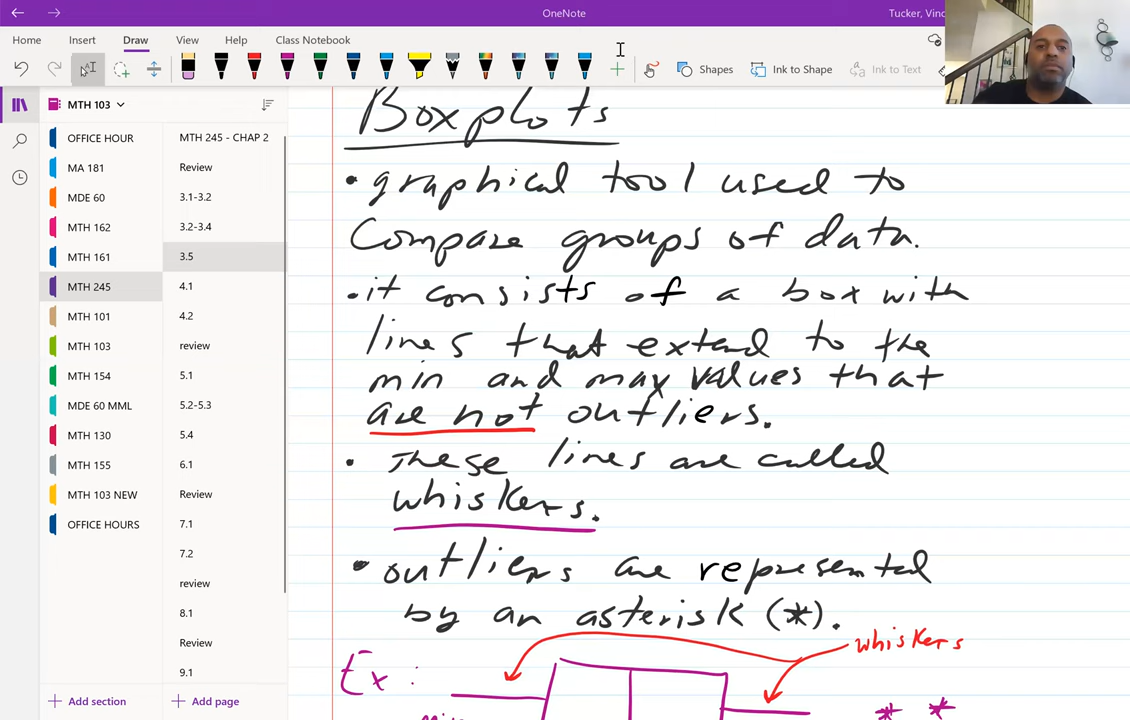 OneNote
Tucker, Vinc
Home Insert Draw View Help Class Notebook
Shapes Ink to Shape Ink to Text
MTH 103
OFFICE HOUR
MA 181
MDE 60
MTH 162
MTH 161
MTH 245
MTH 101
MTH 103
MTH 154
MDE 60 MML
MTH 130
MTH 155
MTH 103 NEW
OFFICE HOURS
Add section
MTH 245 - CHAP 2
Review
3.1-3.2
3.2-3.4
3.5
4.1
4.2
review
5.1
5.2-5.3
5.4
6.1
Review
7.1
7.2
review
8.1
Review
9.1
Add page
Boxplots
• graphical tool used to
Compare groups of data.
• it consists of a box with
lines that extend to the
min and max values that
are not outliers.
• These lines are called
whiskers.
• outliers are represented
by an asterisk (*).
whiskers
Ex:
* *